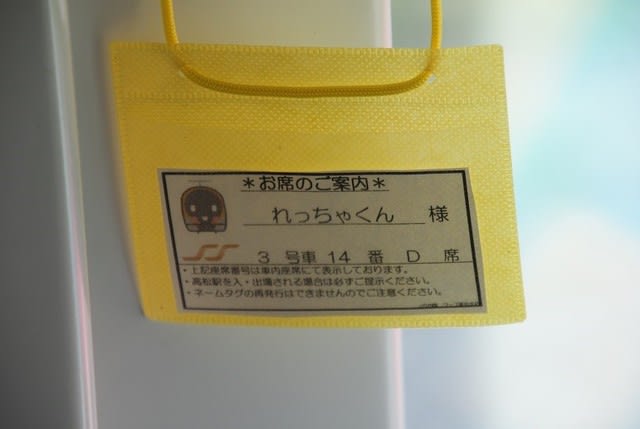 ＊お席のご案内＊
れっちゃくん 様
3 号車 14 番 D 席
・上記座席番号は車内座席にて表示しております。
・高松駅を入・出場される場合は必ずご提示ください。
・ネームタグの再発行はできませんのでご注意ください。